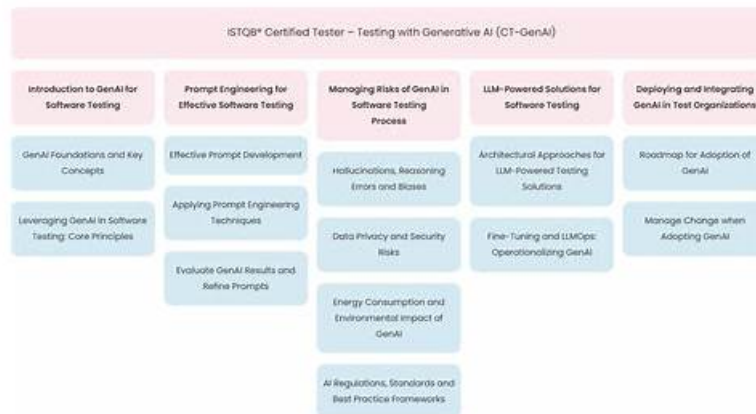 ISTQB® Certified Tester – Testing with Generative AI (CT-GenAI)
Introduction to GenAI for
Software Testing
GenAI Foundations and Key
Concepts
Leveraging GenAI in Software
Testing: Core Principles
Prompt Engineering for
Effective Software Testing
Effective Prompt Development
Applying Prompt Engineering
Techniques
Evaluate GenAI Results and
Refine Prompts
Managing Risks of GenAI in
Software Testing
Process
Hallucinations, Reasoning
Errors and Biases
Data Privacy and Security
Risks
Energy Consumption and
Environmental Impact of
GenAI
AI Regulations, Standards and
Best Practice Frameworks
LLM-Powered Solutions for
Software Testing
Architectural Approaches for
LLM-Powered Testing
Solutions
Fine-Tuning and LLMOps:
Operationalizing GenAI
Deploying and Integrating
GenAI in Test Organizations
Roadmap for Adoption of
GenAI
Manage Change when
Adopting GenAI